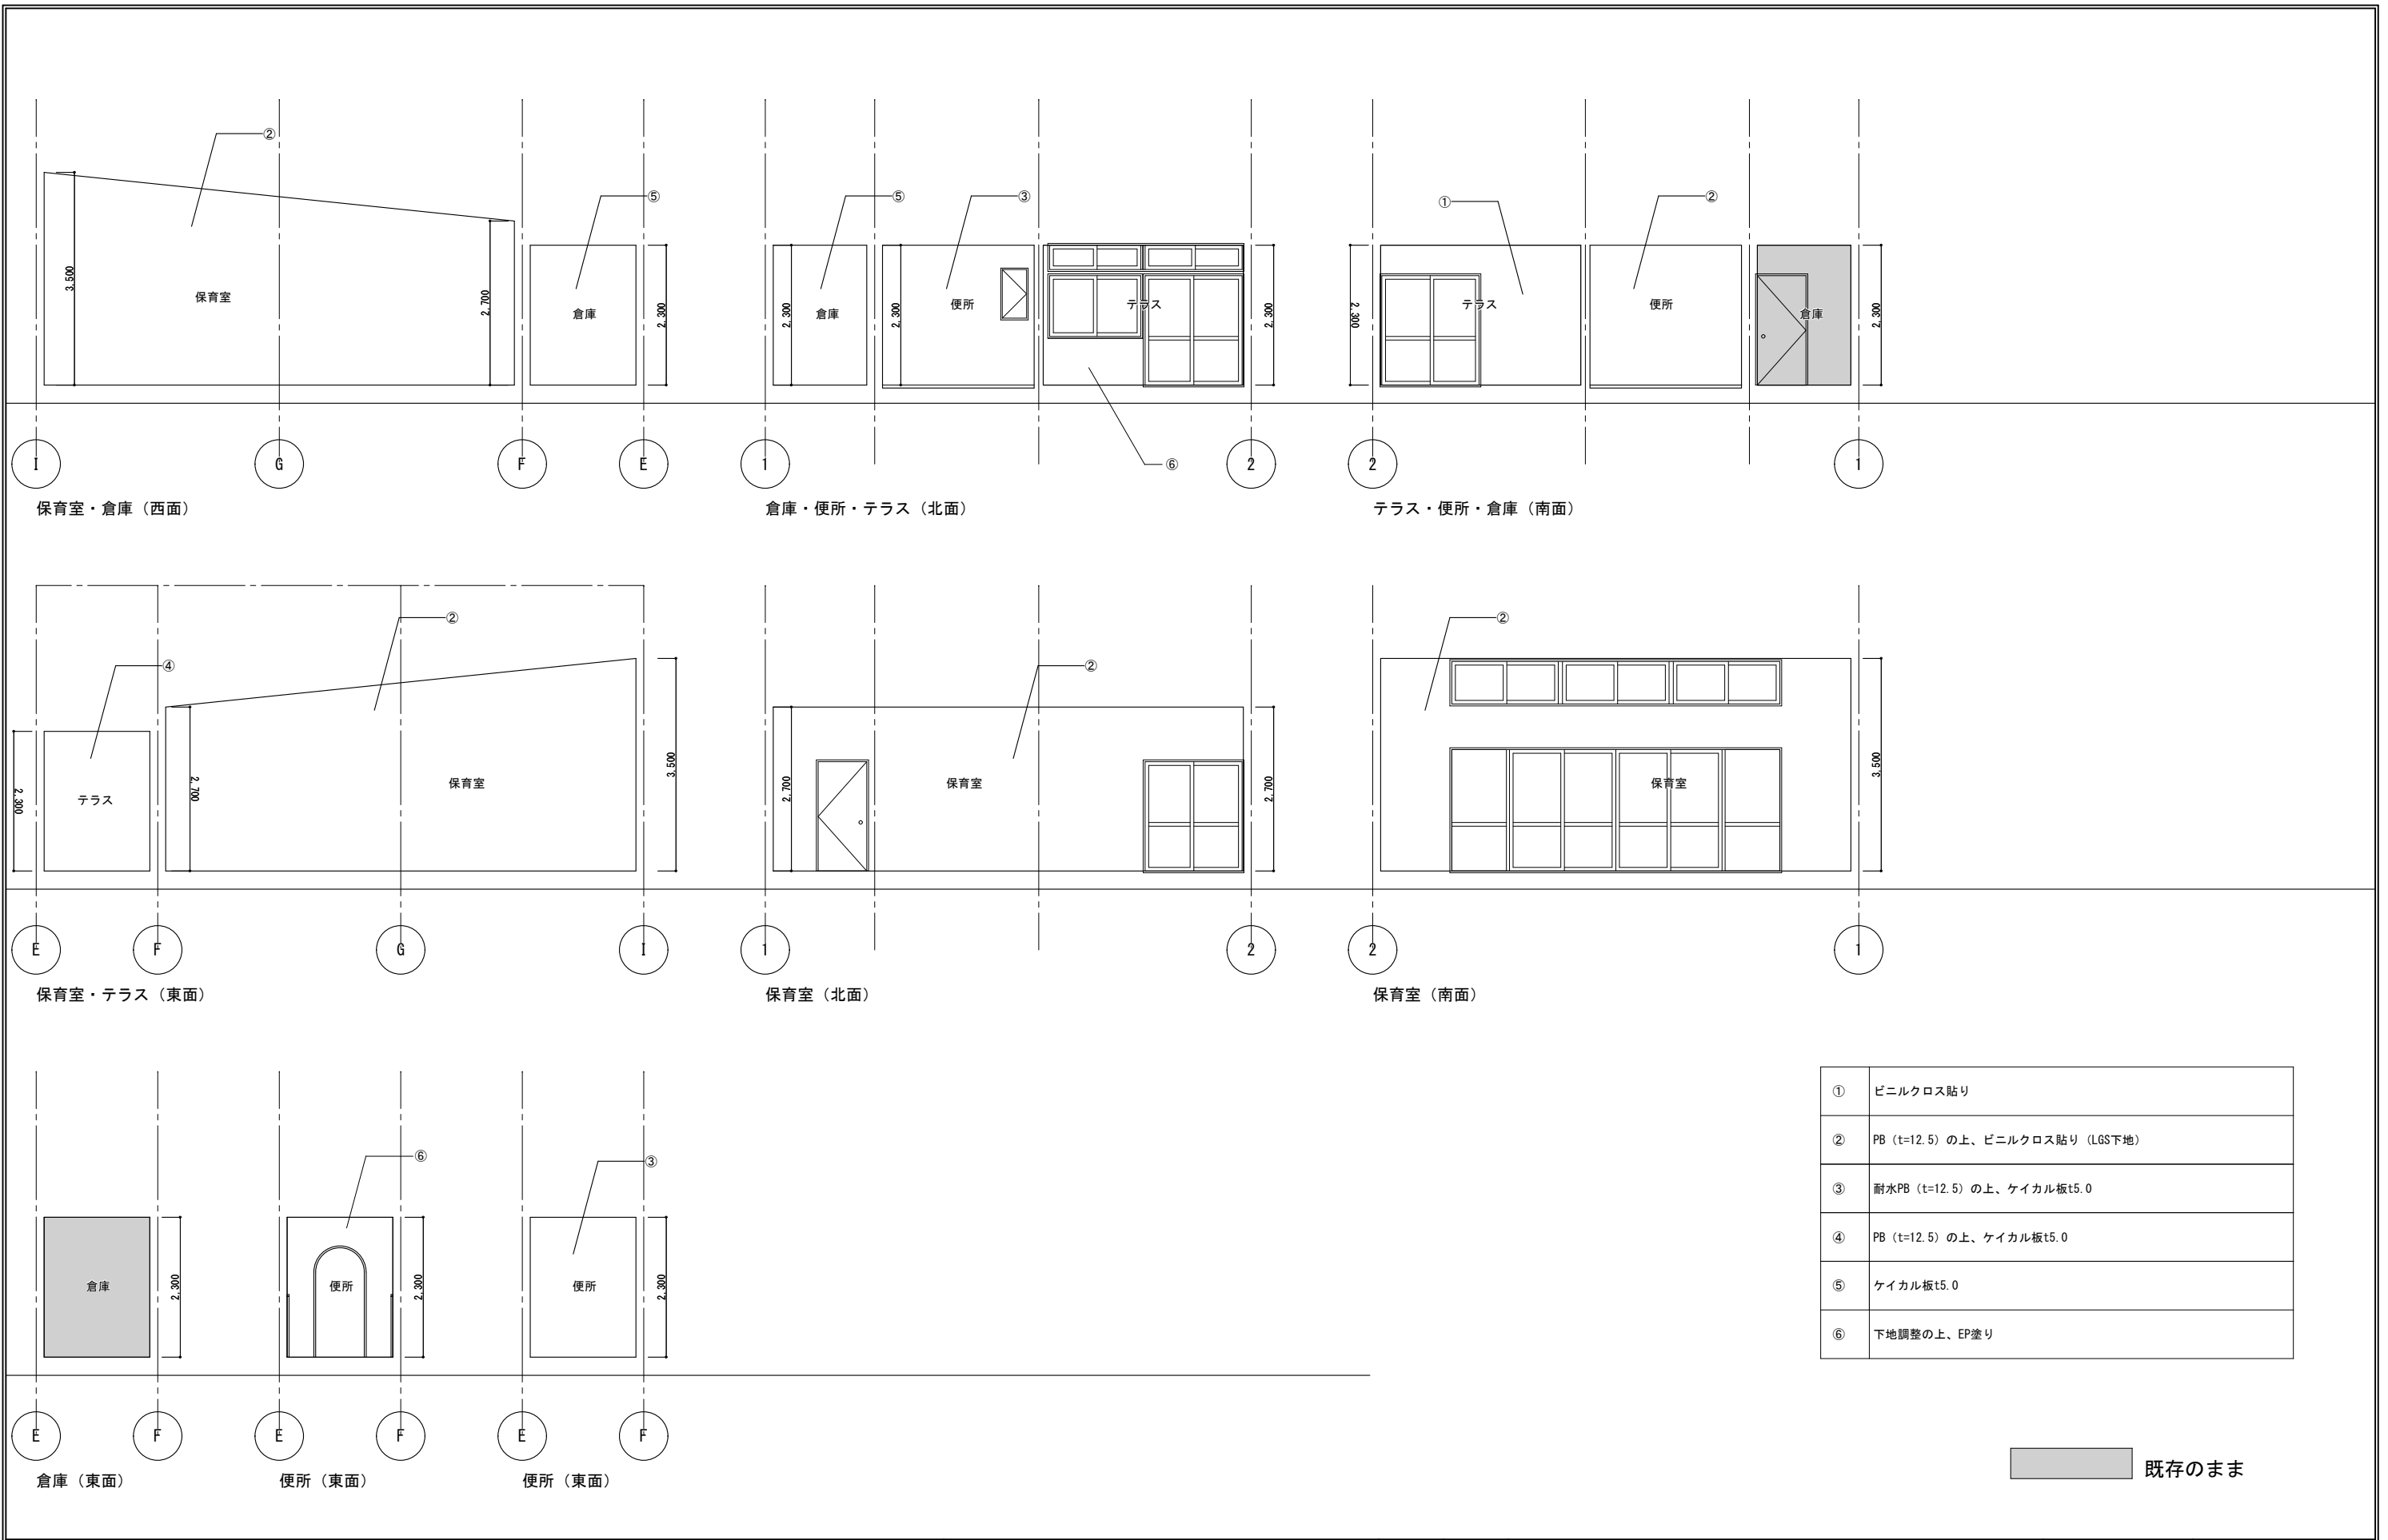 ②
⑤
⑤
③
①
②
3,500
保育室
2,700
倉庫
2,300
2,300
倉庫
2,300
便所
テラス
2,300
2,300
テラス
便所
倉庫
2,300
⑥
I
G
F
E
1
2
2
1
保育室・倉庫（西面）
倉庫・便所・テラス（北面）
テラス・便所・倉庫（南面）
④
②
②
②
2,300
テラス
2,700
保育室
3,500
2,700
保育室
2,700
保育室
3,500
E
F
G
I
1
2
2
1
保育室・テラス（東面）
保育室（北面）
保育室（南面）
⑥
③
倉庫
2,300
便所
2,300
便所
2,300
E
F
E
F
E
F
倉庫（東面）
便所（東面）
便所（東面）
① ビニルクロス貼り
② PB（t=12.5）の上、ビニルクロス貼り（LGS下地）
③ 耐水PB（t=12.5）の上、ケイカル板t5.0
④ PB（t=12.5）の上、ケイカル板t5.0
⑤ ケイカル板t5.0
⑥ 下地調整の上、EP塗り
既存のまま